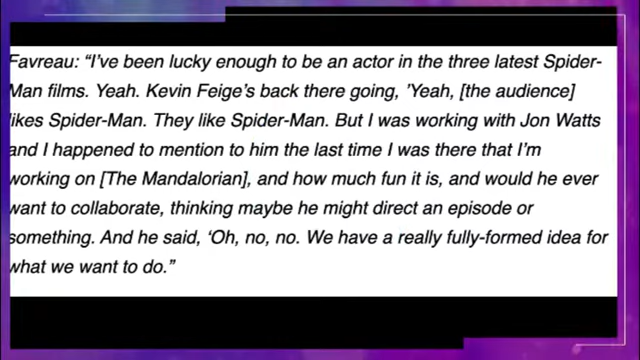 Favreau: “I’ve been lucky enough to be an actor in the three latest Spider-
Man films. Yeah. Kevin Feige’s back there going, ’Yeah, [the audience]
likes Spider-Man. They like Spider-Man. But I was working with Jon Watts
and I happened to mention to him the last time I was there that I’m
working on [The Mandalorian], and how much fun it is, and would he ever
want to collaborate, thinking maybe he might direct an episode or
something. And he said, ‘Oh, no, no. We have a really fully-formed idea for
what we want to do.”